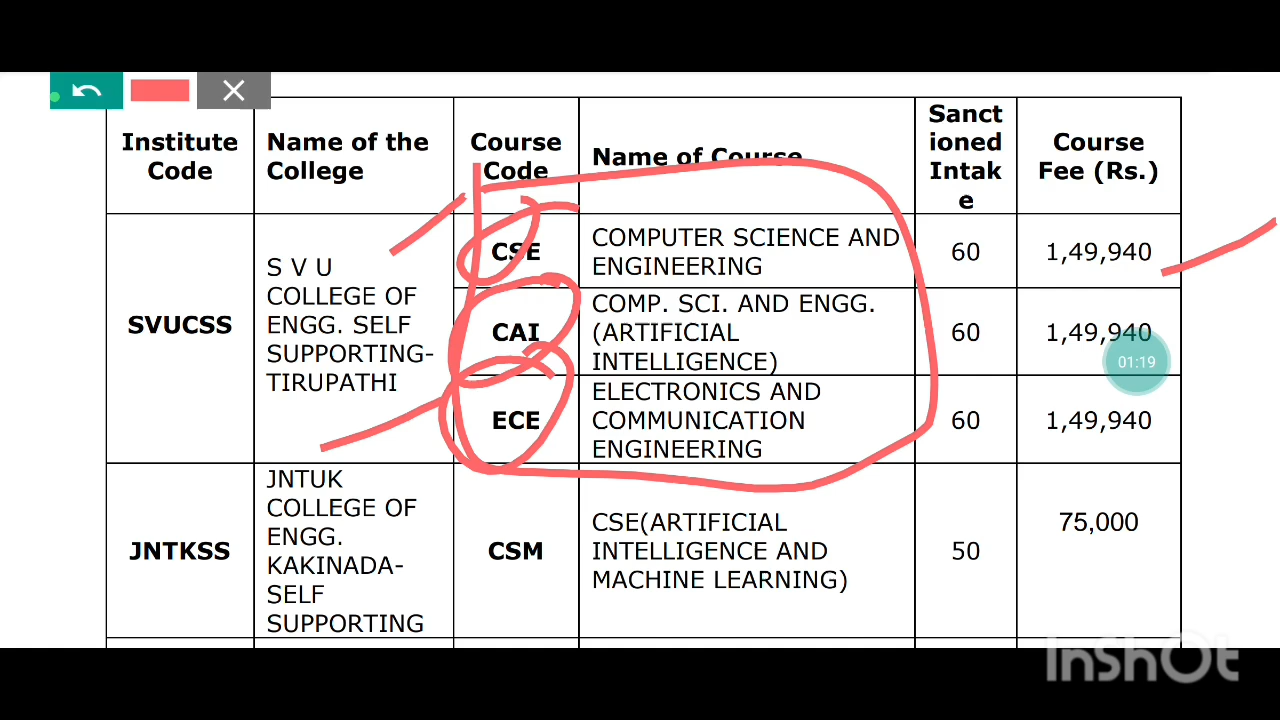 Institute Code
Name of the College
Course Code
Name of Course
Sanct
ioned
Intak
e
Course
Fee (Rs.)
SVUCSS
S V U
COLLEGE OF
ENGG. SELF
SUPPORTING-
TIRUPATHI
CSE
COMPUTER SCIENCE AND
ENGINEERING
60
1,49,940
CAI
COMP. SCI. AND ENGG.
(ARTIFICIAL
INTELLIGENCE)
60
1,49,940
01:19
ECE
ELECTRONICS AND
COMMUNICATION
ENGINEERING
60
1,49,940
JNTKSS
JNTUK
COLLEGE OF
ENGG.
KAKINADA-
SELF
SUPPORTING
CSM
CSE(ARTIFICIAL
INTELLIGENCE AND
MACHINE LEARNING)
50
75,000
InShOt